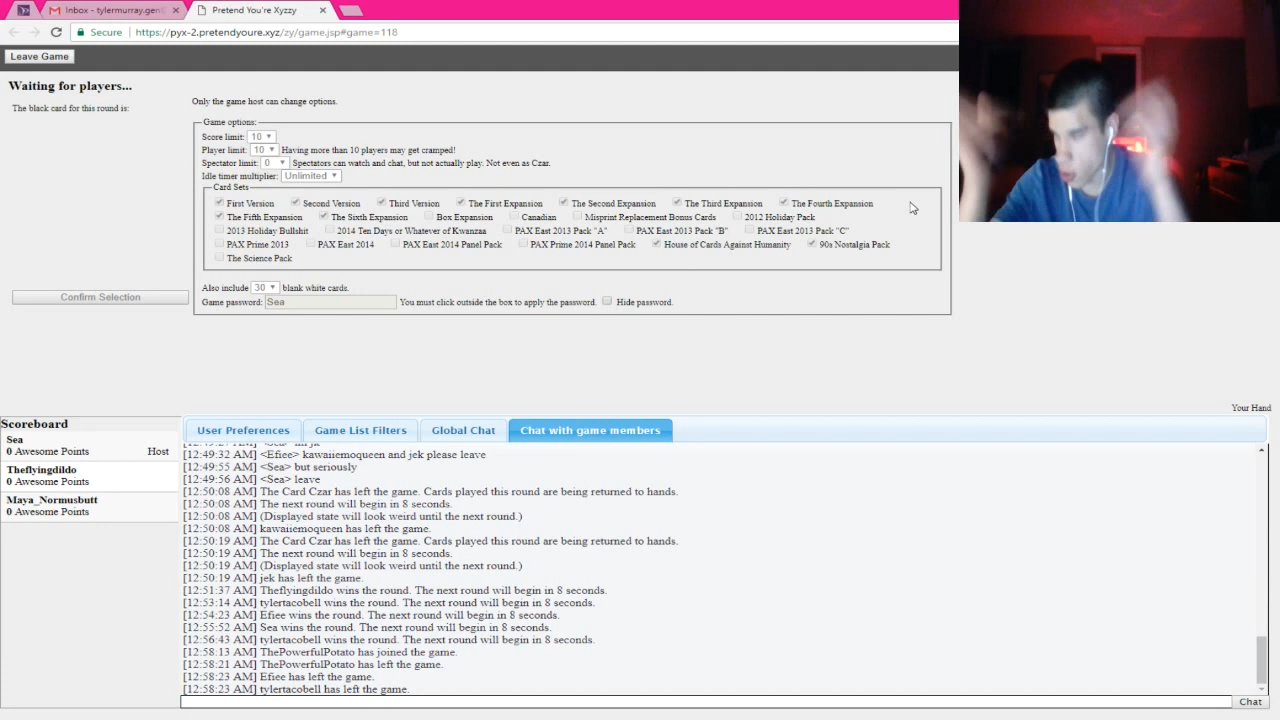 Inbox - tylermurray.gen
Pretend You're Xyzzy
Secure
https://pyx-2.pretendyoure.xyz/zy/game.jsp#game=118
Leave Game
Waiting for players...
The black card for this round is:
Only the game host can change options.
Game options:
Score limit: 10
Player limit: 10 Having more than 10 players may get cramped!
Spectator limit: 0 Spectators can watch and chat, but not actually play. Not even as Czar.
Idle timer multiplier: Unlimited
Card Sets
First Version Second Version Third Version The First Expansion The Second Expansion The Third Expansion The Fourth Expansion
The Fifth Expansion The Sixth Expansion Box Expansion Canadian Misprint Replacement Bonus Cards 2012 Holiday Pack
2013 Holiday Bullshit 2014 Ten Days or Whatever of Kwanzaa PAX East 2013 Pack "A" PAX East 2013 Pack "B" PAX East 2013 Pack "C"
PAX Prime 2013 PAX East 2014 PAX East 2014 Panel Pack PAX Prime 2014 Panel Pack House of Cards Against Humanity 90s Nostalgia Pack
The Science Pack
Also include 30 blank white cards.
Game password: Sea You must click outside the box to apply the password. Hide password.
Confirm Selection
Your Hand
Scoreboard
Sea
0 Awesome Points Host
Theflyingdildo
0 Awesome Points
Maya_Normusbutt
0 Awesome Points
User Preferences Game List Filters Global Chat Chat with game members
[12:49:32 AM] <Efiee> kawaiiemoqueen and jek please leave
[12:49:55 AM] <Sea> but seriously
[12:49:56 AM] <Sea> leave
[12:50:08 AM] The Card Czar has left the game. Cards played this round are being returned to hands.
[12:50:08 AM] The next round will begin in 8 seconds.
[12:50:08 AM] (Displayed state will look weird until the next round.)
[12:50:08 AM] kawaiiemoqueen has left the game.
[12:50:19 AM] The Card Czar has left the game. Cards played this round are being returned to hands.
[12:50:19 AM] The next round will begin in 8 seconds.
[12:50:19 AM] (Displayed state will look weird until the next round.)
[12:50:19 AM] jek has left the game.
[12:51:37 AM] Theflyingdildo wins the round. The next round will begin in 8 seconds.
[12:53:14 AM] tylertacobell wins the round. The next round will begin in 8 seconds.
[12:54:23 AM] Efiee wins the round. The next round will begin in 8 seconds.
[12:55:52 AM] Sea wins the round. The next round will begin in 8 seconds.
[12:56:43 AM] tylertacobell wins the round. The next round will begin in 8 seconds.
[12:58:13 AM] ThePowerfulPotato has joined the game.
[12:58:21 AM] ThePowerfulPotato has left the game.
[12:58:23 AM] Efiee has left the game.
[12:58:23 AM] tylertacobell has left the game.
Chat